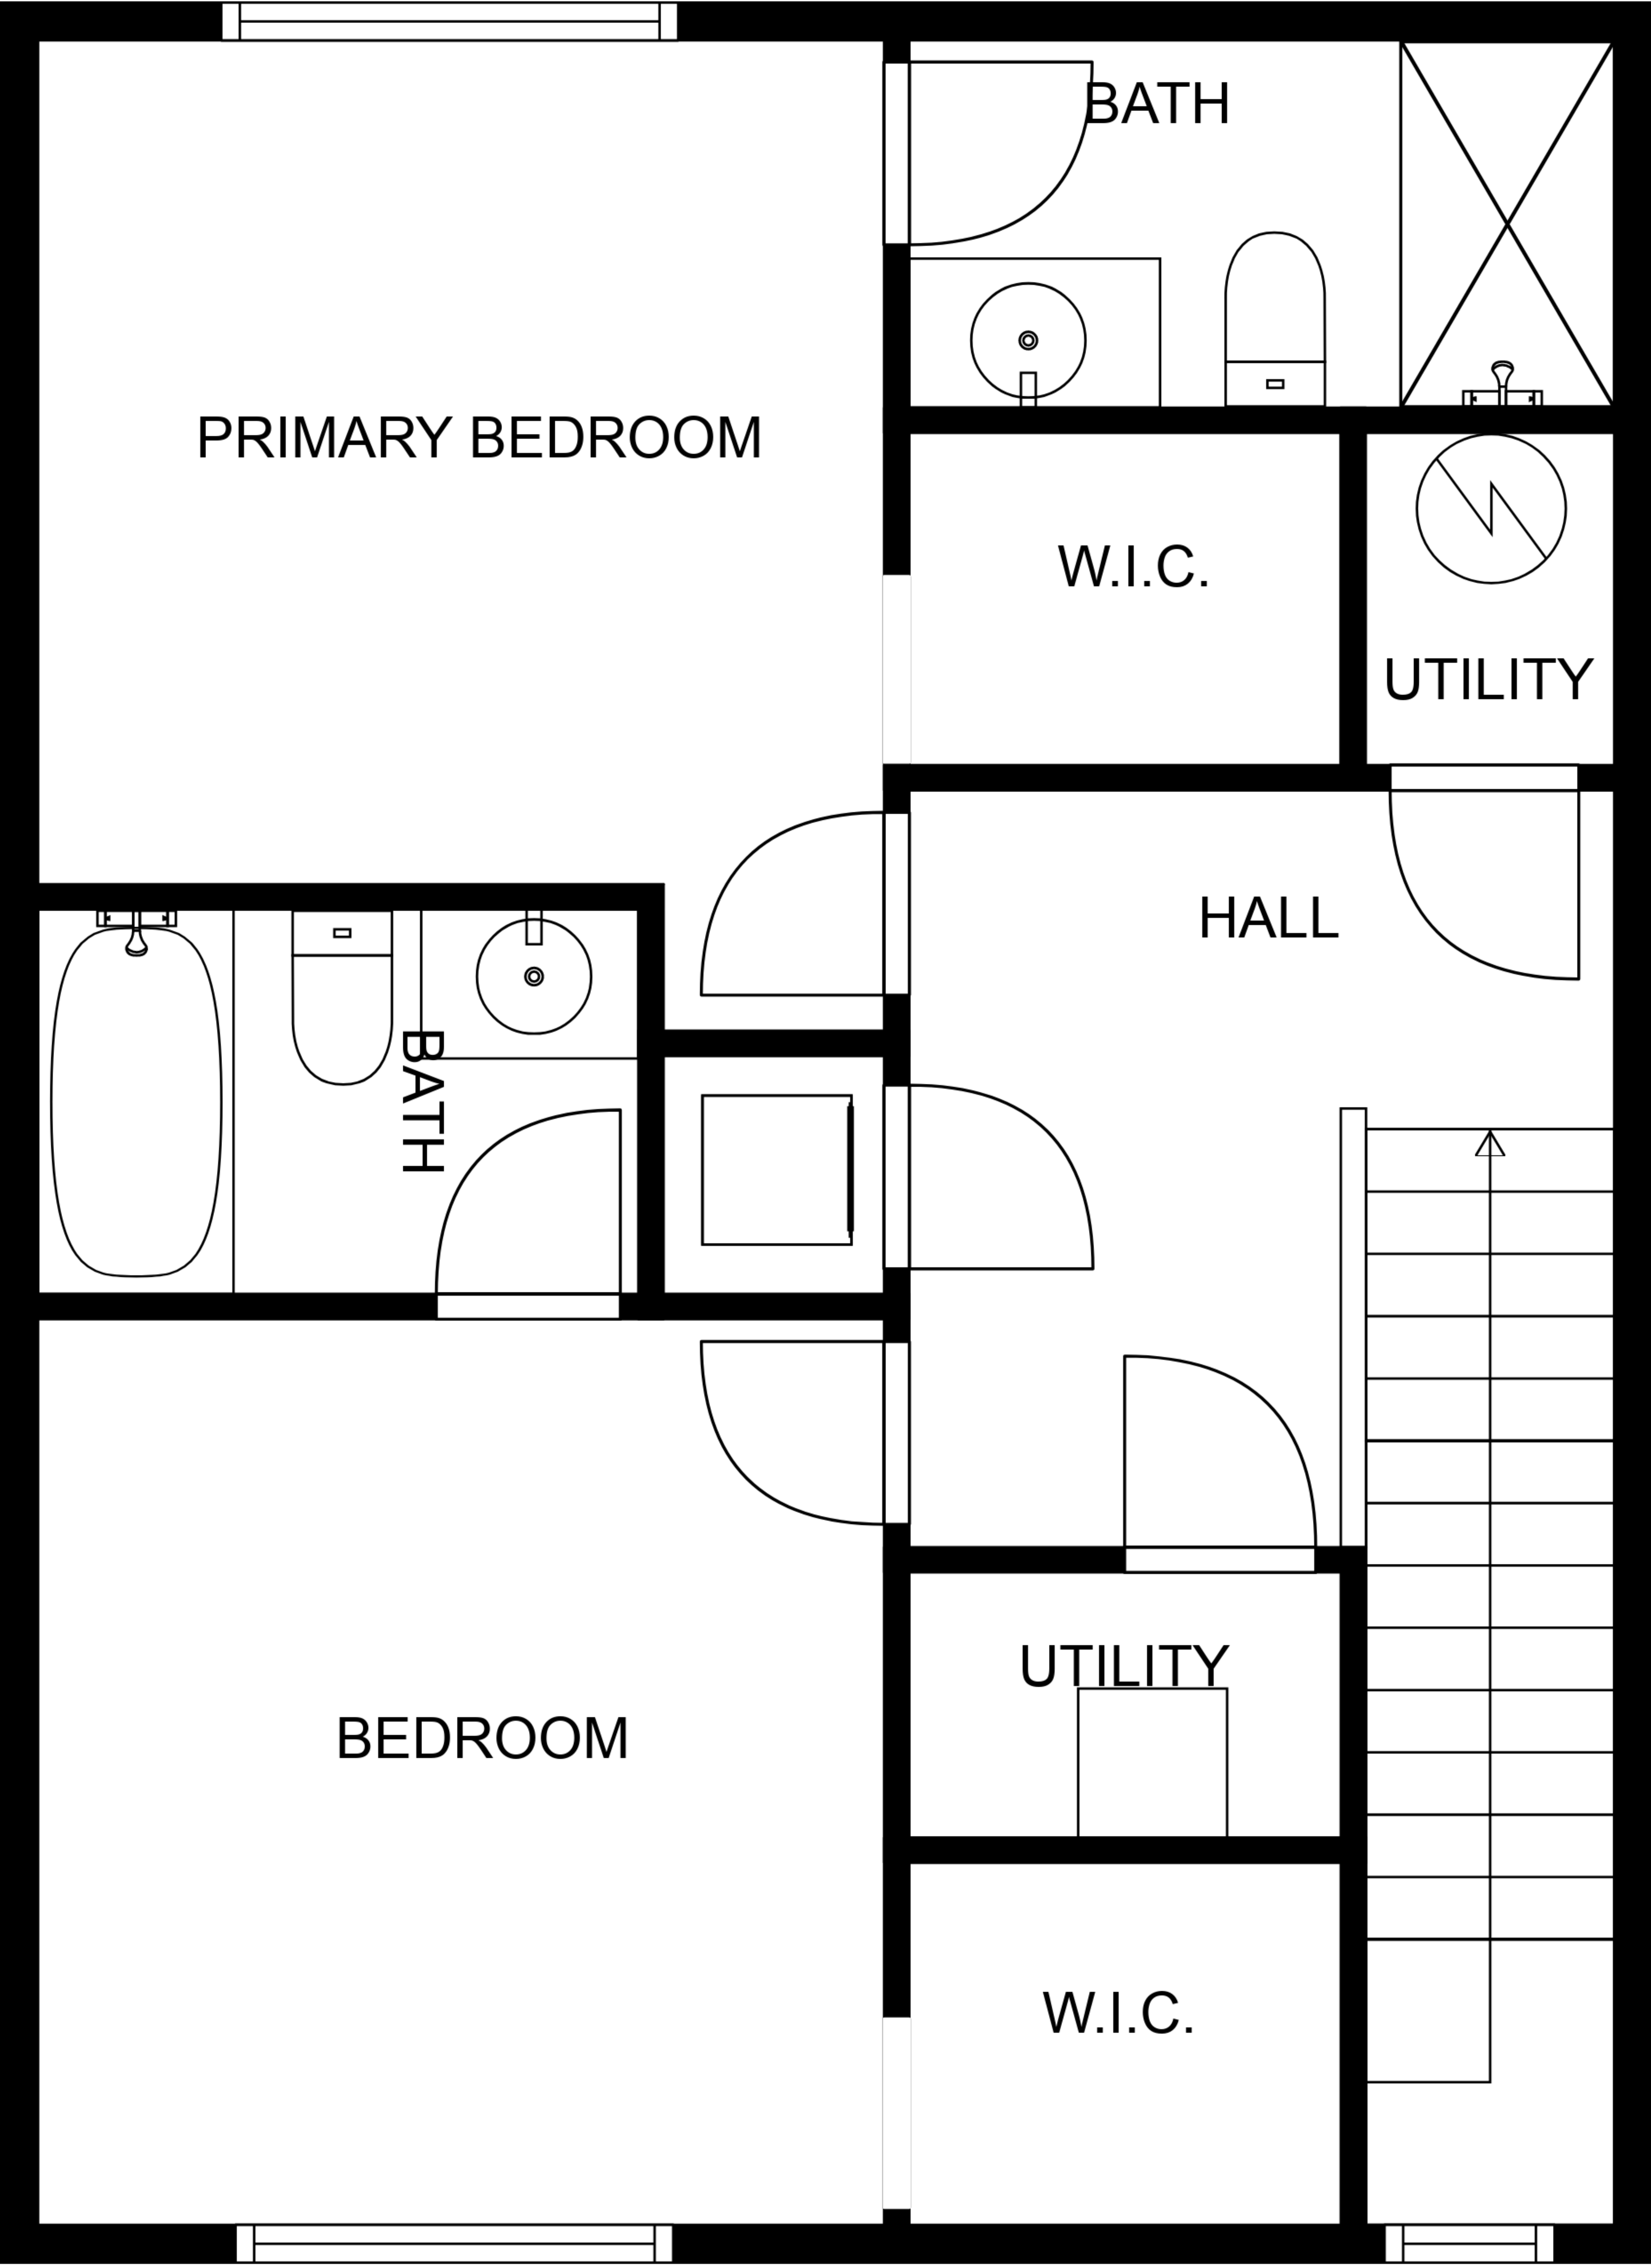 BATH
PRIMARY BEDROOM
W.I.C.
UTILITY
HALL
BATH
UTILITY
BEDROOM
W.I.C.